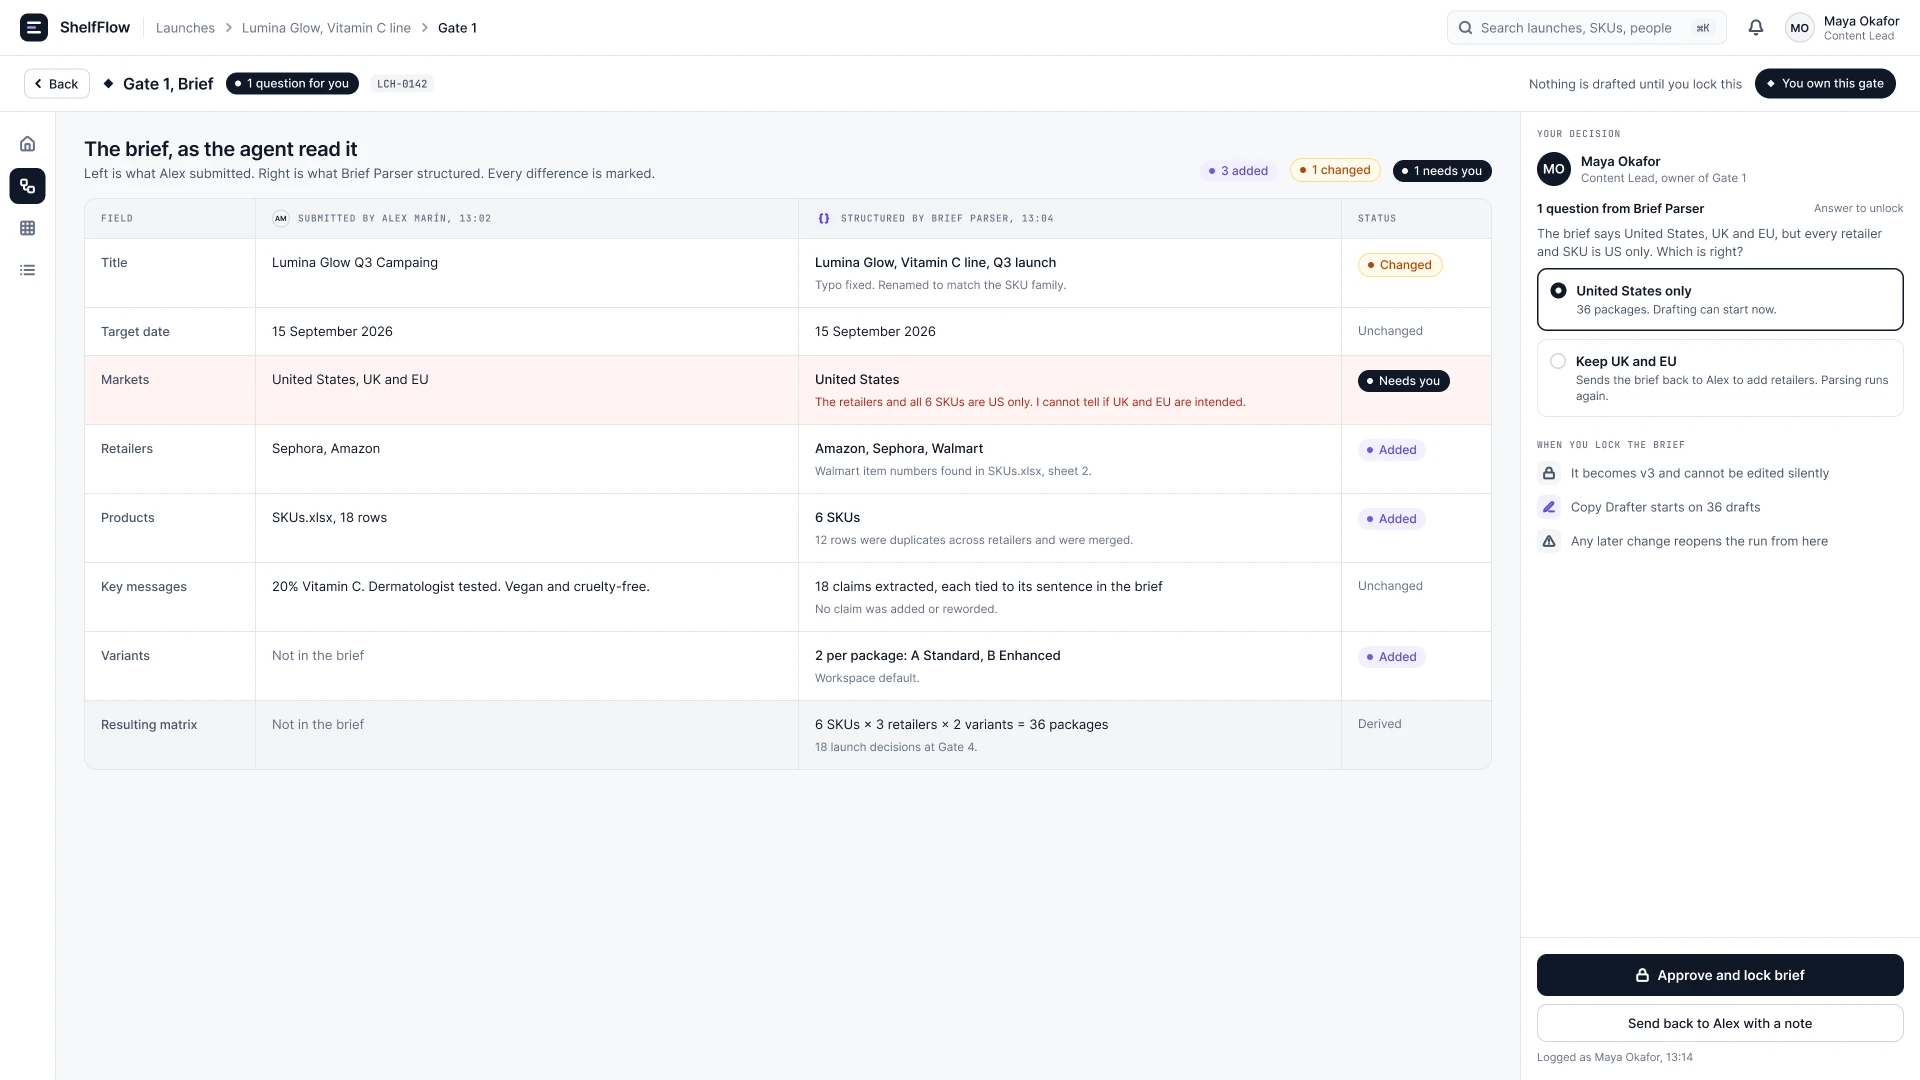 ShelfFlow
Launches
Lumina Glow, Vitamin C line
Gate 1
Search launches, SKUs, people
⌘K
MO
Maya Okafor
Content Lead
Back
Gate 1, Brief
1 question for you
LCH-0142
Nothing is drafted until you lock this
You own this gate
The brief, as the agent read it
Left is what Alex submitted. Right is what Brief Parser structured. Every difference is marked.
3 added
1 changed
1 needs you
FIELD
AM
SUBMITTED BY ALEX MARÍN, 13:02
{} STRUCTURED BY BRIEF PARSER, 13:04
STATUS
Title
Lumina Glow Q3 Campaing
Lumina Glow, Vitamin C line, Q3 launch
Typo fixed. Renamed to match the SKU family.
Changed
Target date
15 September 2026
15 September 2026
Unchanged
Markets
United States, UK and EU
United States
The retailers and all 6 SKUs are US only. I cannot tell if UK and EU are intended.
Needs you
Retailers
Sephora, Amazon
Amazon, Sephora, Walmart
Walmart item numbers found in SKUs.xlsx, sheet 2.
Added
Products
SKUs.xlsx, 18 rows
6 SKUs
12 rows were duplicates across retailers and were merged.
Added
Key messages
20% Vitamin C. Dermatologist tested. Vegan and cruelty-free.
18 claims extracted, each tied to its sentence in the brief
No claim was added or reworded.
Unchanged
Variants
Not in the brief
2 per package: A Standard, B Enhanced
Workspace default.
Added
Resulting matrix
Not in the brief
6 SKUs × 3 retailers × 2 variants = 36 packages
18 launch decisions at Gate 4.
Derived
YOUR DECISION
MO
Maya Okafor
Content Lead, owner of Gate 1
1 question from Brief Parser
Answer to unlock
The brief says United States, UK and EU, but every retailer
and SKU is US only. Which is right?
United States only
36 packages. Drafting can start now.
Keep UK and EU
Sends the brief back to Alex to add retailers. Parsing runs
again.
WHEN YOU LOCK THE BRIEF
It becomes v3 and cannot be edited silently
Copy Drafter starts on 36 drafts
Any later change reopens the run from here
Approve and lock brief
Send back to Alex with a note
Logged as Maya Okafor, 13:14